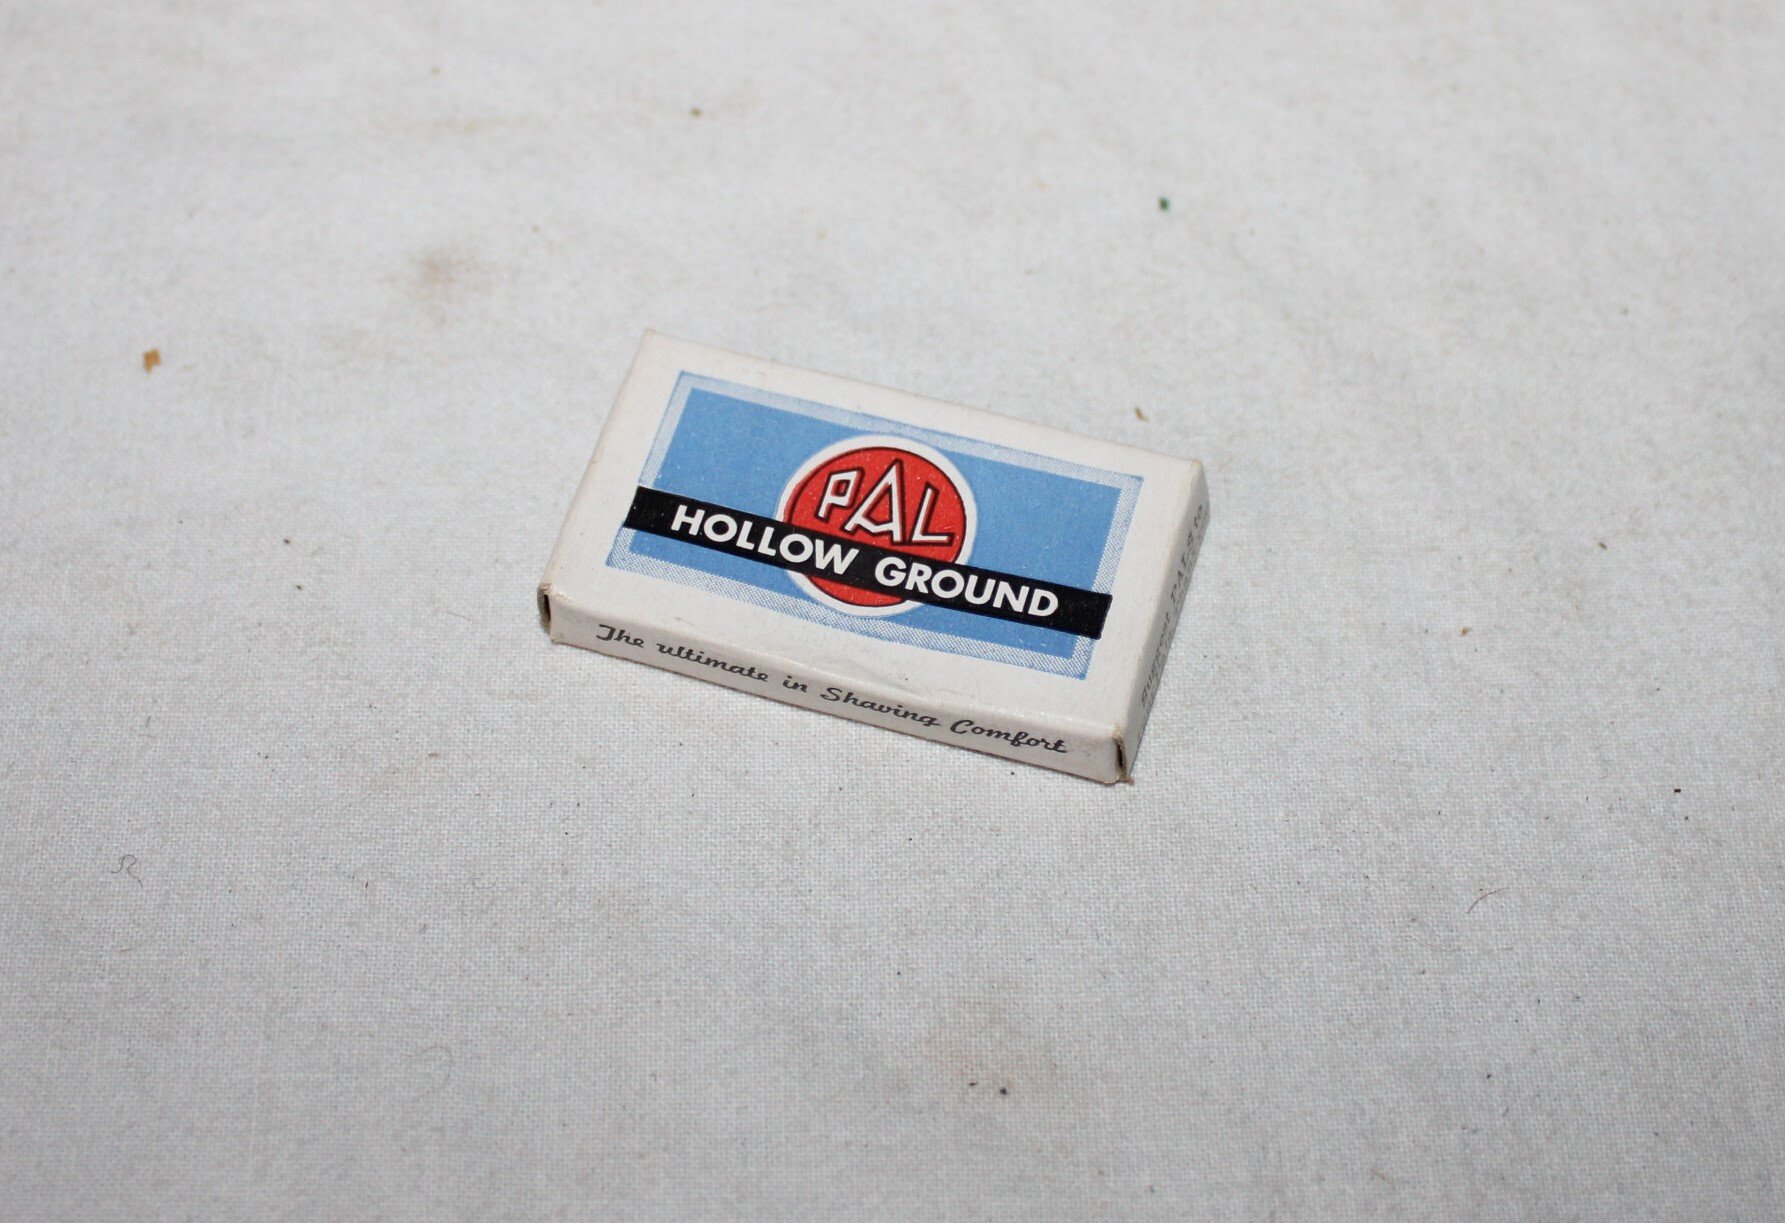 PAL
HOLLOW GROUND
The ultimate in Shaving Comfort